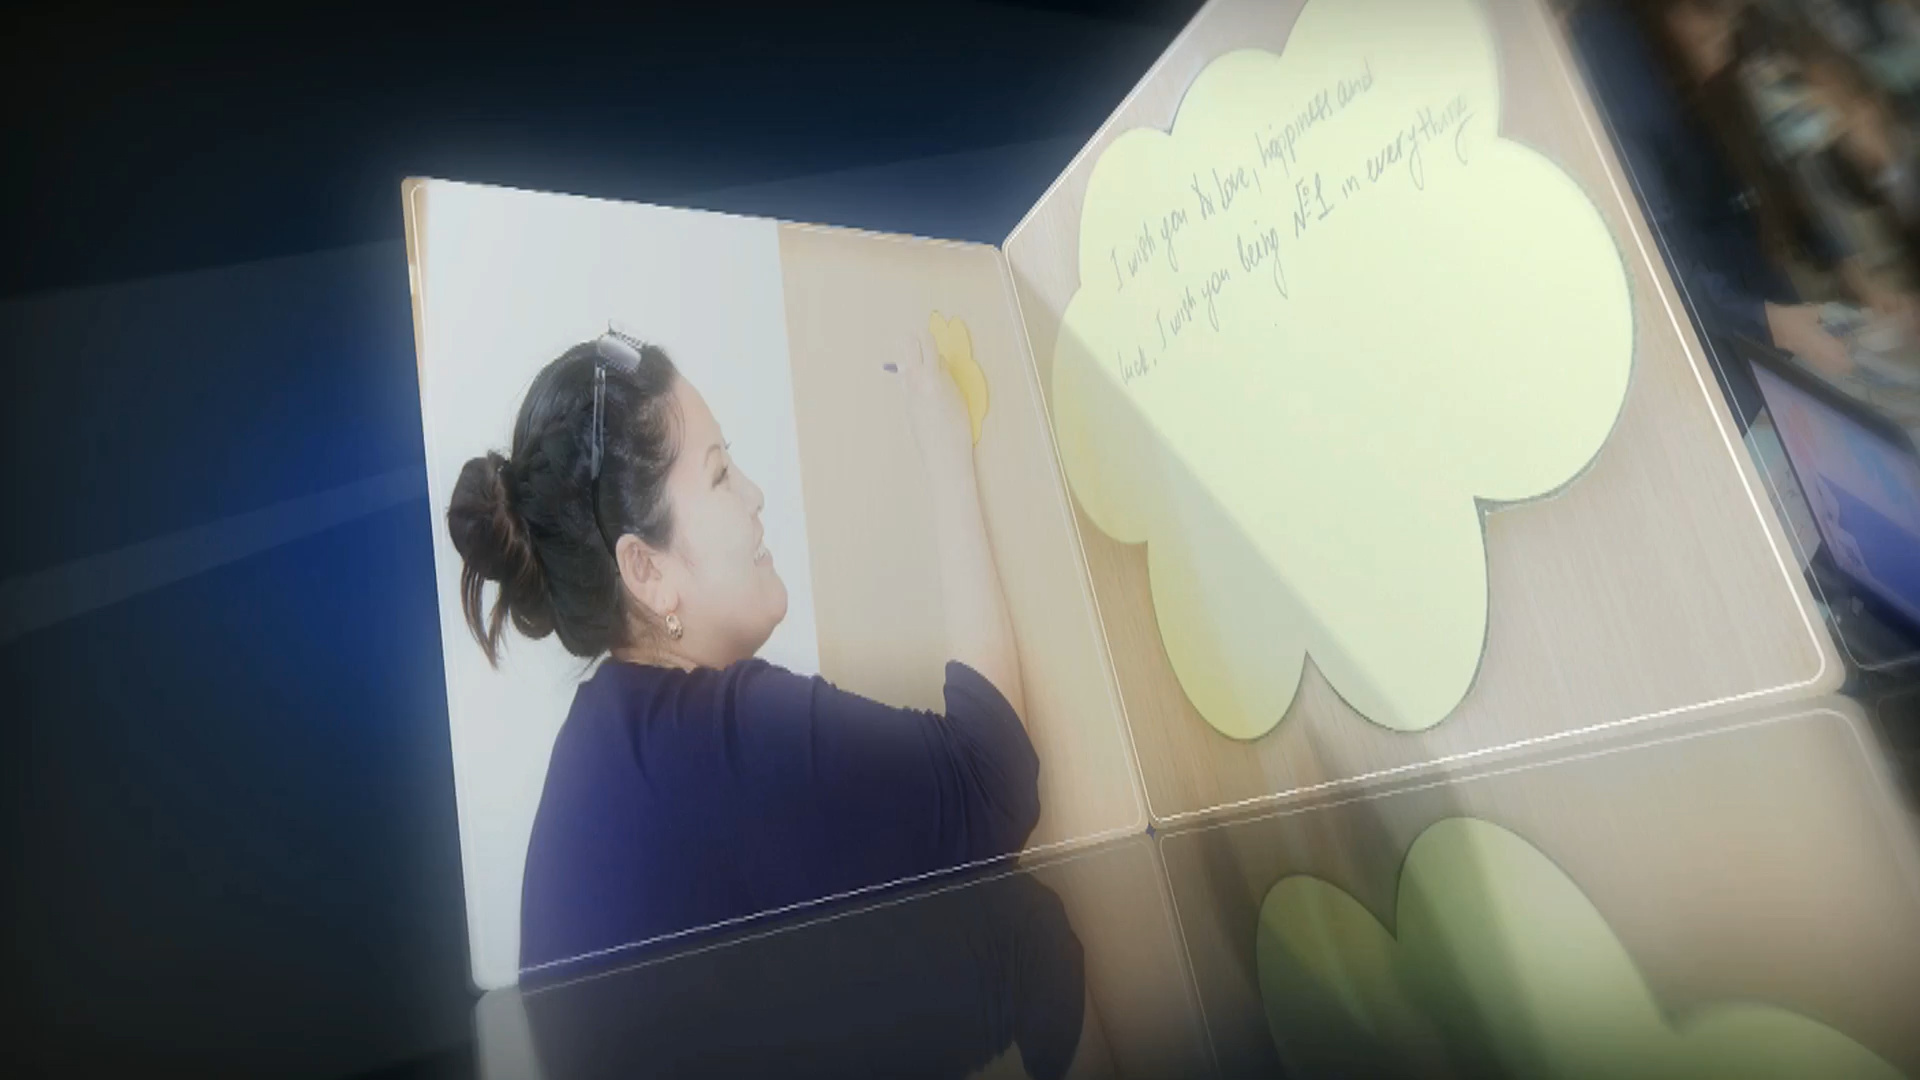 I wish you love, happiness and
luck. I wish you being №1 in everything